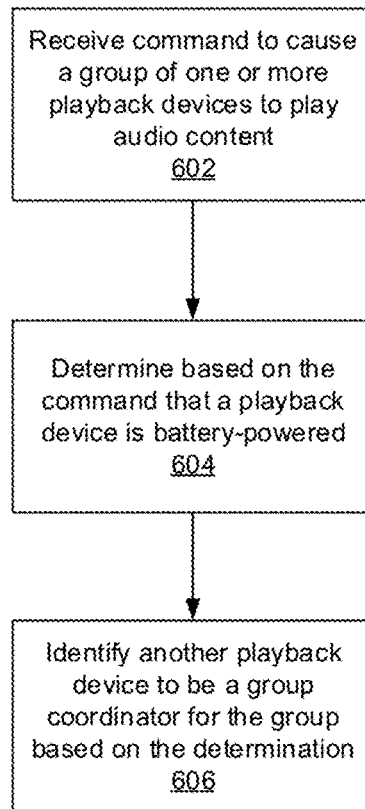 Receive command to cause
a group of one or more
playback devices to play
audio content
602
Determine based on the
command that a playback
device is battery-powered
604
Identify another playback
device to be a group
coordinator for the group
based on the determination
606